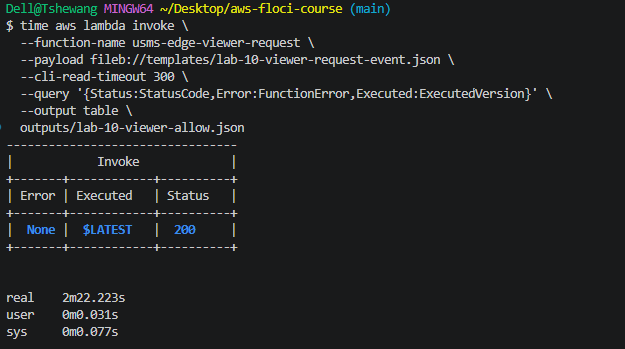 Dell@Tshewang MINGW64 ~/Desktop/aws-floci-course (main)
$ time aws lambda invoke \
  --function-name usms-edge-viewer-request \
  --payload fileb://templates/lab-10-viewer-request-event.json \
  --cli-read-timeout 300 \
  --query '{Status:StatusCode,Error:FunctionError,Executed:ExecutedVersion}' \
  --output table \
  outputs/lab-10-viewer-allow.json
---------------------------------
|            Invoke             |
+-------+-----------+----------+
| Error | Executed  | Status   |
+-------+-----------+----------+
|  None |  $LATEST  |  200     |
+-------+-----------+----------+
real    2m22.223s
user    0m0.031s
sys     0m0.077s